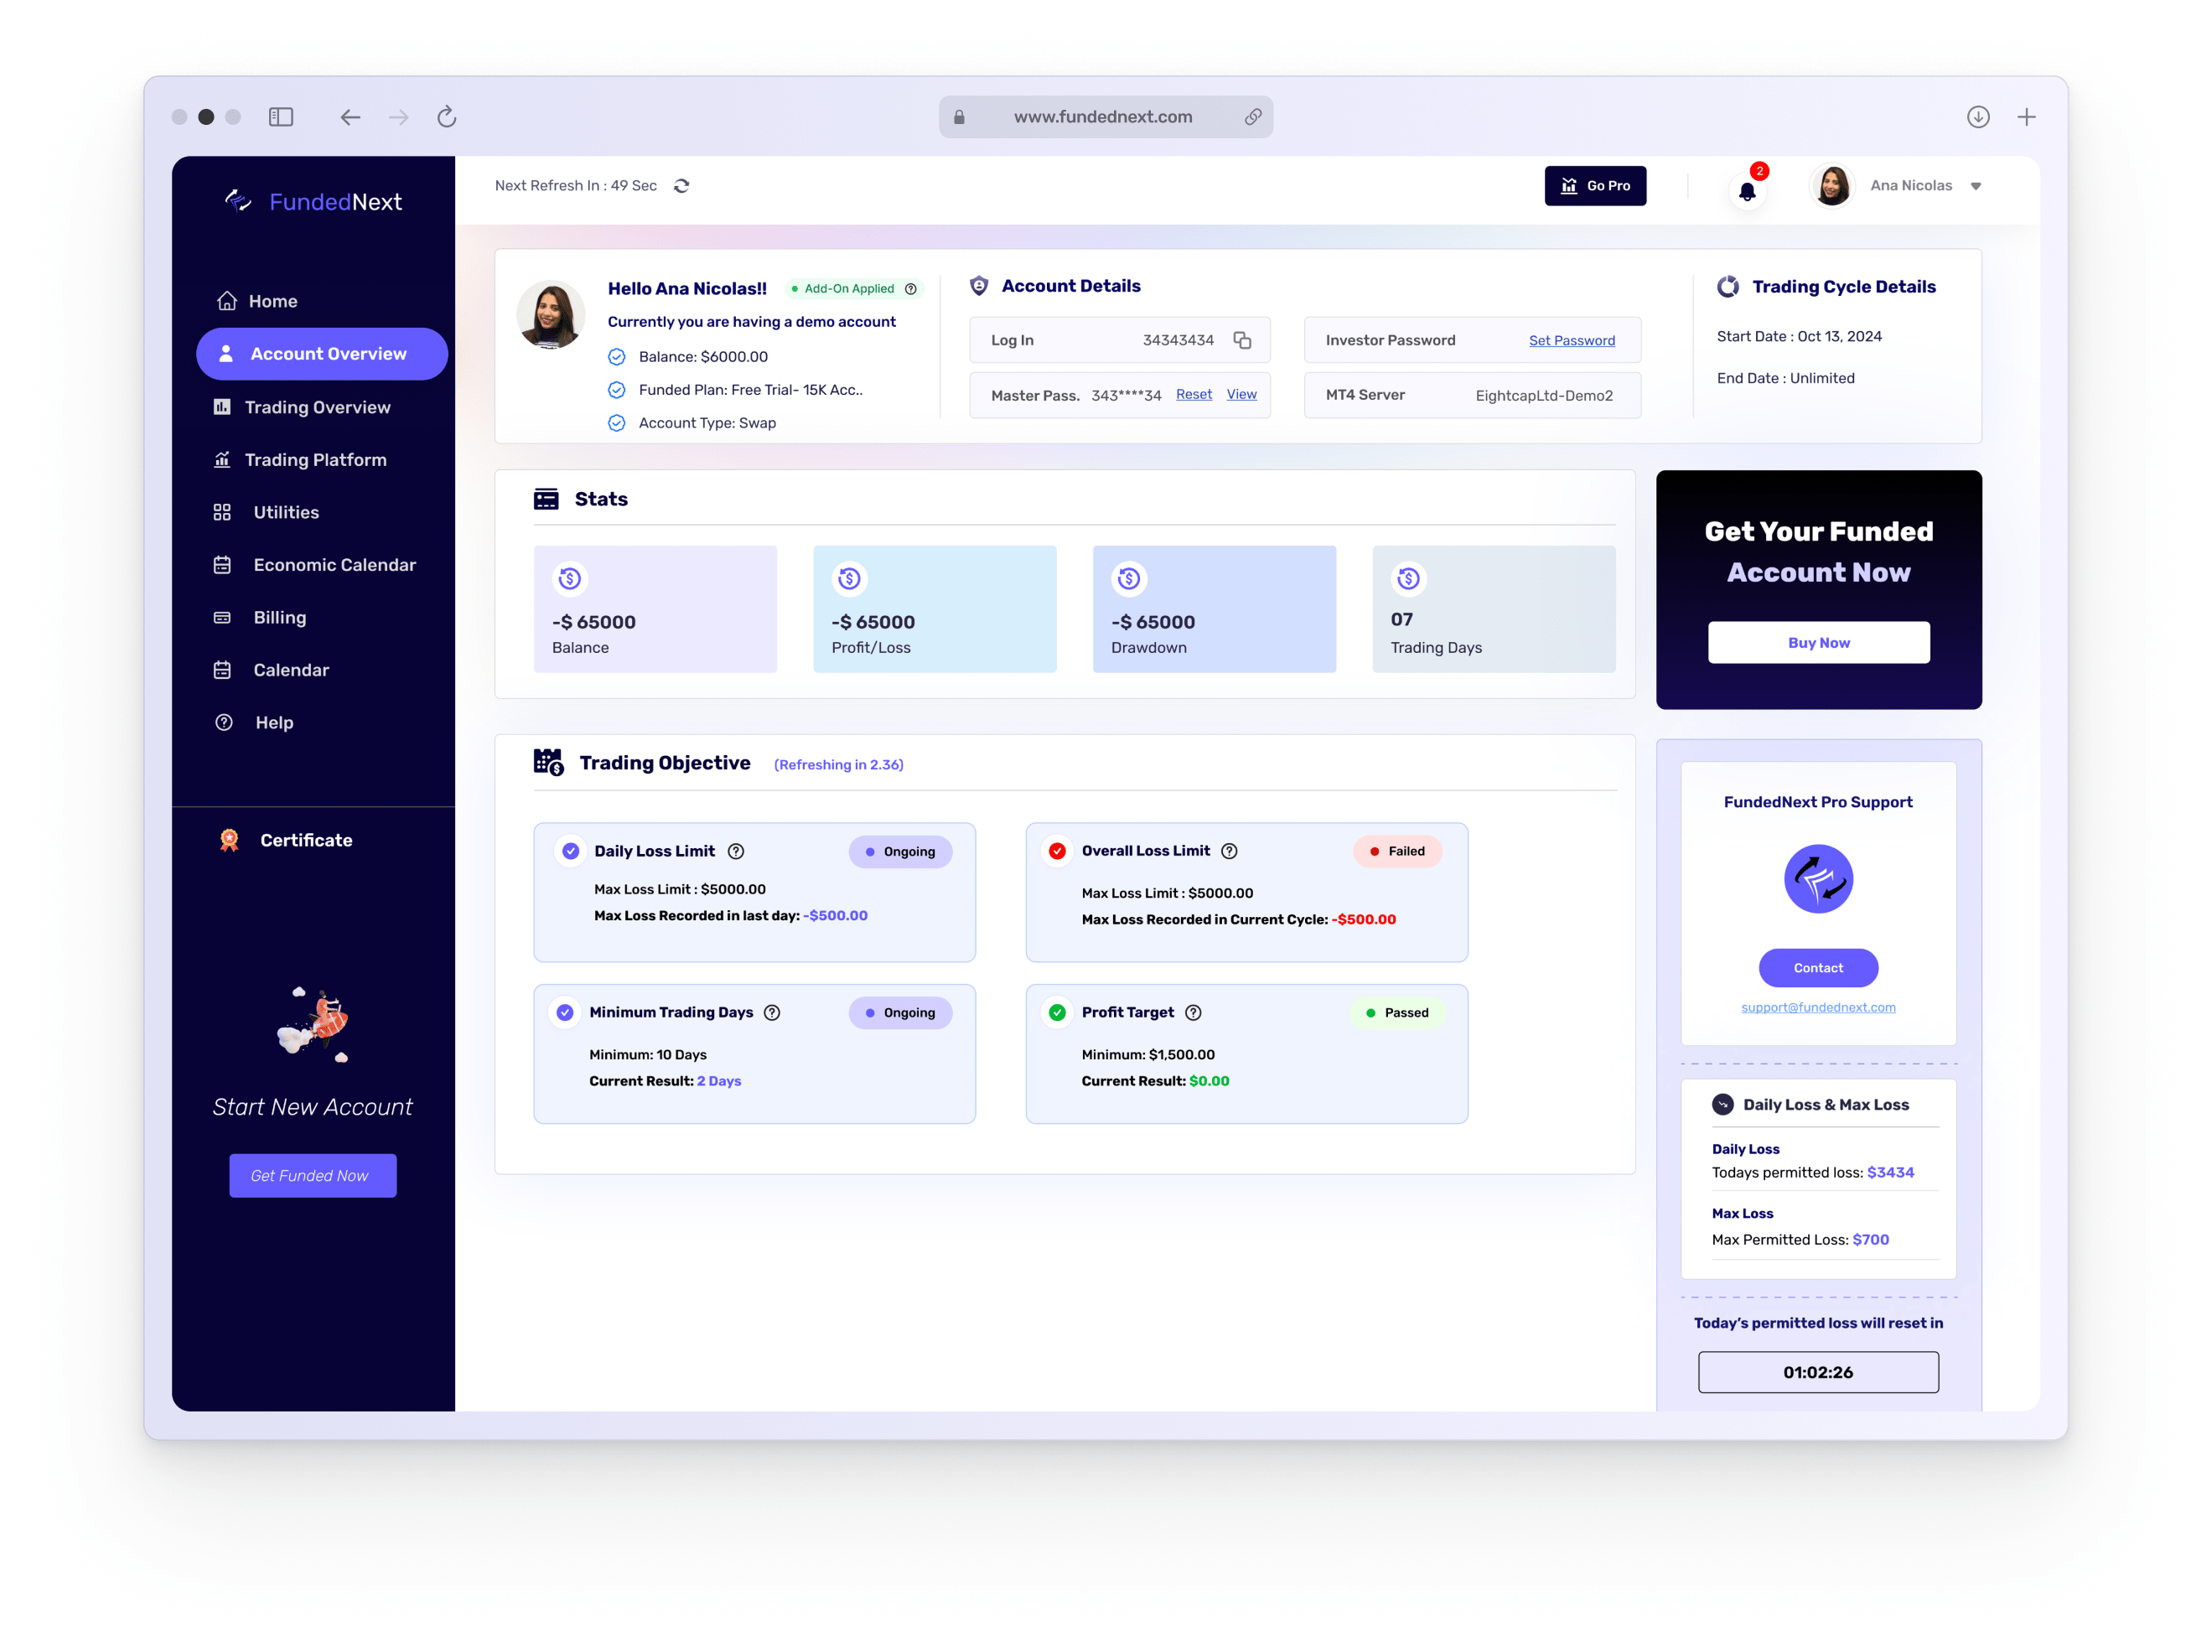 www.fundednext.com
FundedNext
Home
Account Overview
Trading Overview
Trading Platform
Utilities
Economic Calendar
Billing
Calendar
Help
Certificate
Start New Account
Get Funded Now
Next Refresh In : 49 Sec
Go Pro
2
Ana Nicolas
Hello Ana Nicolas!!
Add-On Applied
Currently you are having a demo account
Balance: $6000.00
Funded Plan: Free Trial- 15K Acc..
Account Type: Swap
Account Details
Log In 34343434
Master Pass. 343****34 Reset View
Investor Password Set Password
MT4 Server EightcapLtd-Demo2
Trading Cycle Details
Start Date : Oct 13, 2024
End Date : Unlimited
Stats
-$ 65000
Balance
-$ 65000
Profit/Loss
-$ 65000
Drawdown
07
Trading Days
Get Your Funded
Account Now
Buy Now
Trading Objective (Refreshing in 2.36)
Daily Loss Limit Ongoing
Max Loss Limit : $5000.00
Max Loss Recorded in last day: -$500.00
Overall Loss Limit Failed
Max Loss Limit : $5000.00
Max Loss Recorded in Current Cycle: -$500.00
Minimum Trading Days Ongoing
Minimum: 10 Days
Current Result: 2 Days
Profit Target Passed
Minimum: $1,500.00
Current Result: $0.00
FundedNext Pro Support
Contact
support@fundednext.com
Daily Loss & Max Loss
Daily Loss
Todays permitted loss: $3434
Max Loss
Max Permitted Loss: $700
Today's permitted loss will reset in
01:02:26